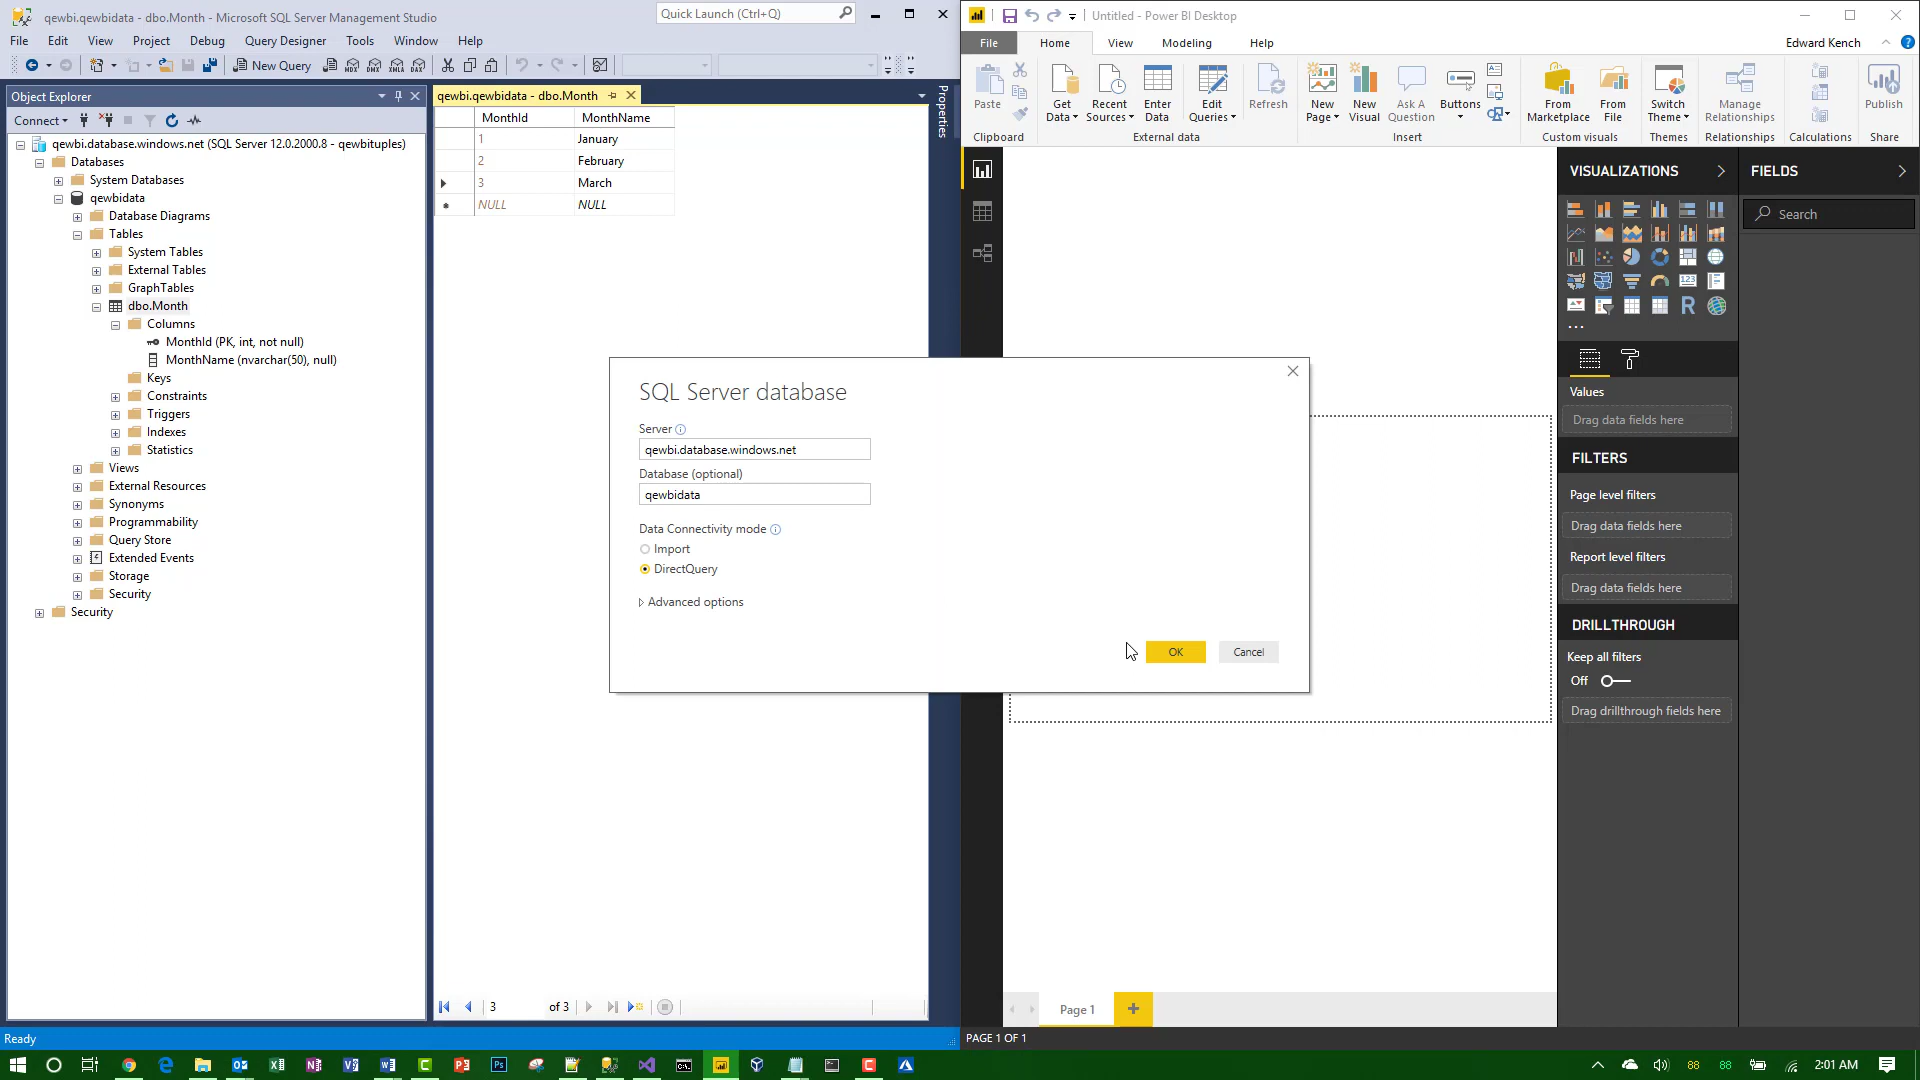 qewbi.qewbidata - dbo.Month - Microsoft SQL Server Management Studio
Quick Launch (Ctrl+Q)
File Edit View Project Debug Query Designer Tools Window Help
New Query
MDX DMX XMLA DAX
Object Explorer
Connect
qewbi.database.windows.net (SQL Server 12.0.2000.8 - qewbituples)
Databases
System Databases
qewbidata
Database Diagrams
Tables
System Tables
External Tables
GraphTables
dbo.Month
Columns
MonthId (PK, int, not null)
MonthName (nvarchar(50), null)
Keys
Constraints
Triggers
Indexes
Statistics
Views
External Resources
Synonyms
Programmability
Query Store
Extended Events
Storage
Security
Security
qewbi.qewbidata - dbo.Month
MonthId MonthName
1 January
2 February
3 March
NULL NULL
3 of 3
Properties
Ready
Untitled - Power BI Desktop
File Home View Modeling Help
Edward Kench
Paste
Get Data
Recent Sources
Enter Data
Edit Queries
Refresh
New Page
New Visual
Ask A Question
Buttons
From Marketplace
From File
Switch Theme
Manage Relationships
Publish
Clipboard External data Insert Custom visuals Themes Relationships Calculations Share
SQL Server database
Server
qewbi.database.windows.net
Database (optional)
qewbidata
Data Connectivity mode
Import
DirectQuery
Advanced options
OK Cancel
VISUALIZATIONS
123
R
Values
Drag data fields here
FILTERS
Page level filters
Drag data fields here
Report level filters
Drag data fields here
DRILLTHROUGH
Keep all filters
Off
Drag drillthrough fields here
FIELDS
Search
Page 1
PAGE 1 OF 1
88 88 2:01 AM